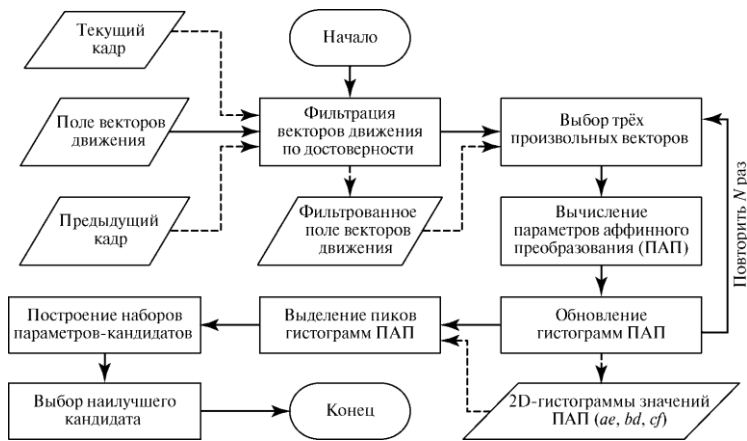 Текущий
кадр
Начало
Поле векторов
движения
Фильтрация
векторов движения
по достоверности
Выбор трёх
произвольных векторов
Предыдущий
кадр
Фильтрованное
поле векторов
движения
Вычисление
параметров аффинного
преобразования (ПАП)
Повторить N раз
Построение наборов
параметров-кандидатов
Выделение пиков
гистограмм ПАП
Обновление
гистограмм ПАП
Выбор наилучшего
кандидата
Конец
2D-гистограммы значений
ПАП (ae, bd, cf)